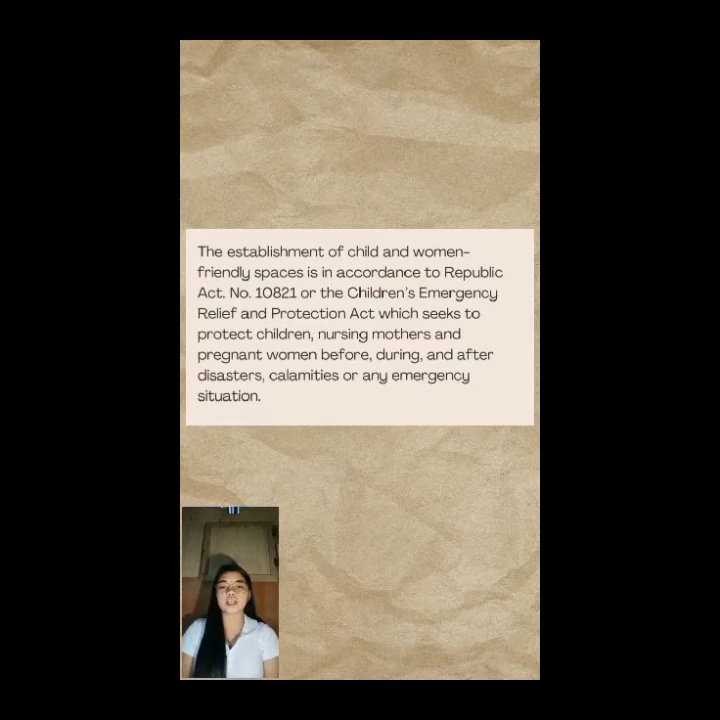 The establishment of child and women-
friendly spaces is in accordance to Republic
Act. No. 10821 or the Children's Emergency
Relief and Protection Act which seeks to
protect children, nursing mothers and
pregnant women before, during, and after
disasters, calamities or any emergency
situation.